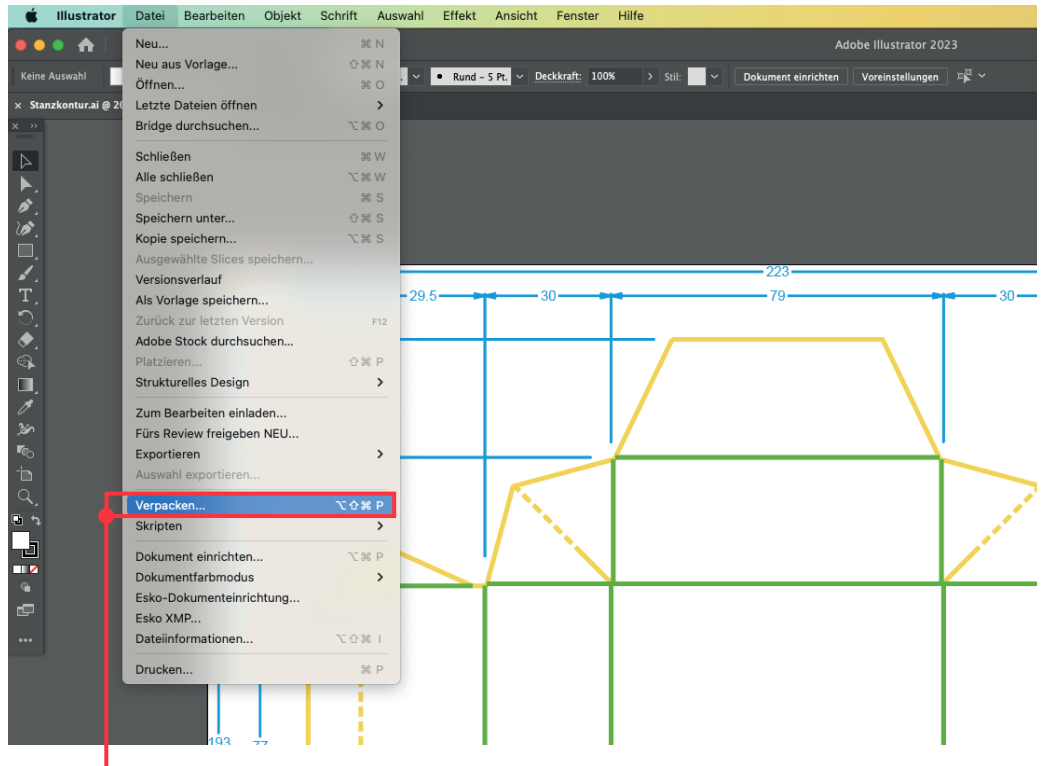 Illustrator Datei Bearbeiten Objekt Schrift Auswahl Effekt Ansicht Fenster Hilfe
Adobe Illustrator 2023
Keine Auswahl Rund – 5 Pt. Deckkraft: 100% Stil: Dokument einrichten Voreinstellungen
× Stanzkontur.ai @ 20
Neu... ⌘ N
Neu aus Vorlage... ⇧⌘ N
Öffnen... ⌘ O
Letzte Dateien öffnen >
Bridge durchsuchen... ⌥⌘ O
Schließen ⌘ W
Alle schließen ⌥⌘ W
Speichern ⌘ S
Speichern unter... ⇧⌘ S
Kopie speichern... ⌥⌘ S
Ausgewählte Slices speichern...
Versionsverlauf
Als Vorlage speichern...
Zurück zur letzten Version F12
Adobe Stock durchsuchen...
Platzieren... ⇧⌘ P
Strukturelles Design >
Zum Bearbeiten einladen...
Fürs Review freigeben NEU...
Exportieren >
Auswahl exportieren...
Verpacken... ⌥⇧⌘ P
Skripten >
Dokument einrichten... ⌥⌘ P
Dokumentfarbmodus >
Esko-Dokumenteinrichtung...
Esko XMP...
Dateiinformationen... ⌥⇧⌘ I
Drucken... ⌘ P
223
29.5 30 79 30
193 77